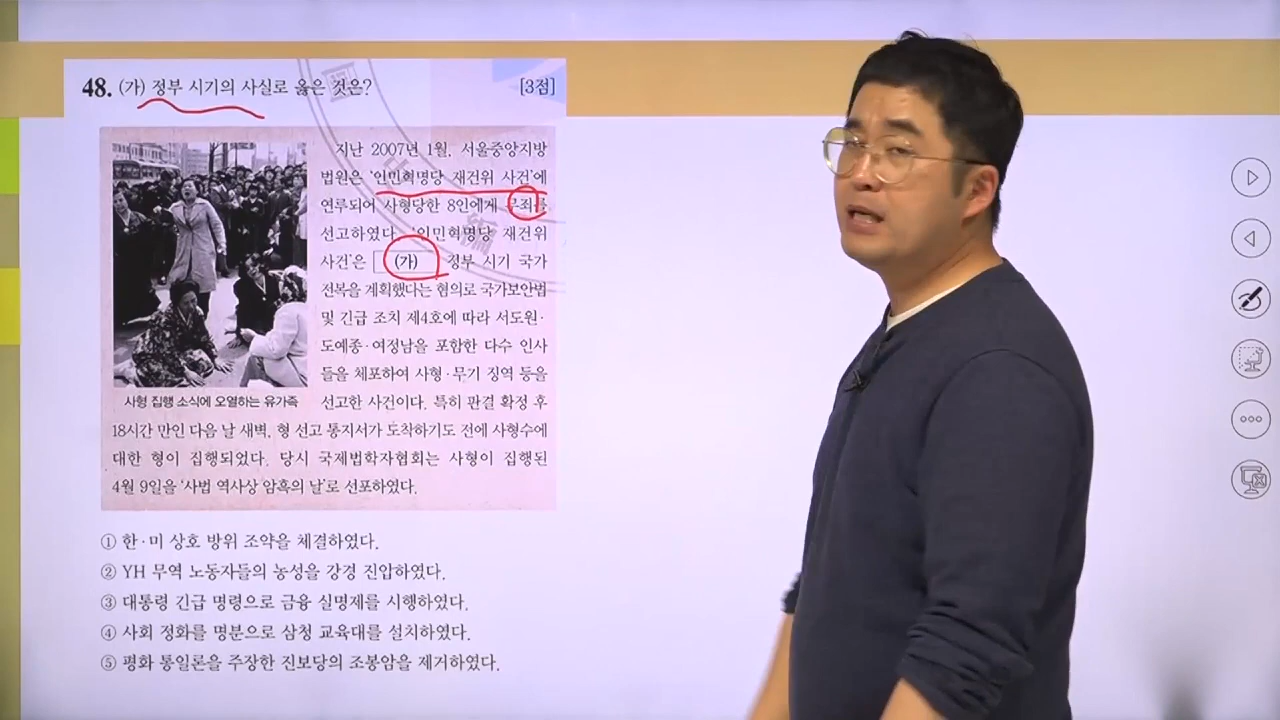 48. (가) 정부 시기의 사실로 옳은 것은? [3점]
지난 2007년 1월, 서울중앙지방
법원은 '인민혁명당 재건위 사건'에
연루되어 사형당한 8인에게 무죄를
선고하였다. '인민혁명당 재건위
사건'은 (가) 정부 시기 국가
전복을 계획했다는 혐의로 국가보안법
및 긴급 조치 제4호에 따라 서도원·
도예종·여정남을 포함한 다수 인사
들을 체포하여 사형·무기 징역 등을
사형 집행 소식에 오열하는 유가족
선고한 사건이다. 특히 판결 확정 후
18시간 만인 다음 날 새벽, 형 선고 통지서가 도착하기도 전에 사형수에
대한 형이 집행되었다. 당시 국제법학자협회는 사형이 집행된
4월 9일을 '사법 역사상 암흑의 날'로 선포하였다.
① 한·미 상호 방위 조약을 체결하였다.
② YH 무역 노동자들의 농성을 강경 진압하였다.
③ 대통령 긴급 명령으로 금융 실명제를 시행하였다.
④ 사회 정화를 명분으로 삼청 교육대를 설치하였다.
⑤ 평화 통일론을 주장한 진보당의 조봉암을 제거하였다.